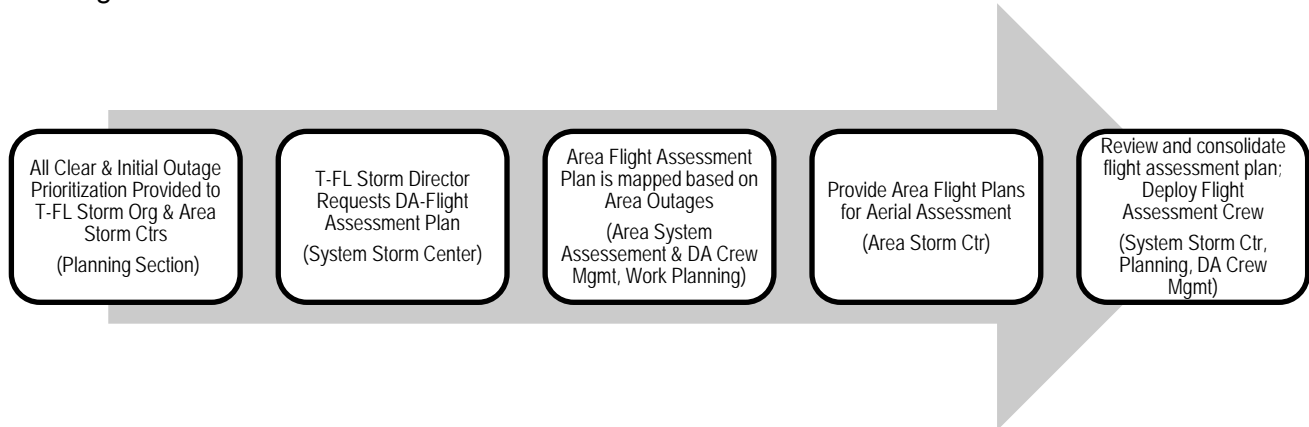 All Clear & Initial Outage
Prioritization Provided to
T-FL Storm Org & Area
Storm Ctrs
(Planning Section)
T-FL Storm Director
Requests DA-Flight
Assessment Plan
(System Storm Center)
Area Flight Assessment
Plan is mapped based on
Area Outages
(Area System
Assessement & DA Crew
Mgmt, Work Planning)
Provide Area Flight Plans
for Aerial Assessment
(Area Storm Ctr)
Review and consolidate
flight assessment plan;
Deploy Flight
Assessment Crew
(System Storm Ctr,
Planning, DA Crew
Mgmt)